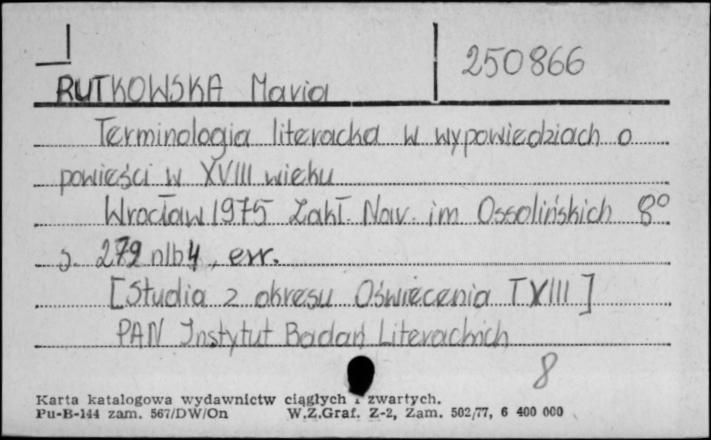 250866
RUTKOWSKA Maria
Terminologia literacka w wypowiedziach o
powieści w XVIII wieku
Wrocław 1975 Zakł. Nar. im Ossolińskich 8°
s. 279 nlb 4, err.
[Studia z okresu Oświecenia T XIII]
PAN Instytut Badań Literackich
8
Karta katalogowa wydawnictw ciągłych i zwartych.
Pu-B-144 zam. 567/DW/On W.Z.Graf. Z-2, Zam. 502/77, 6 400 000